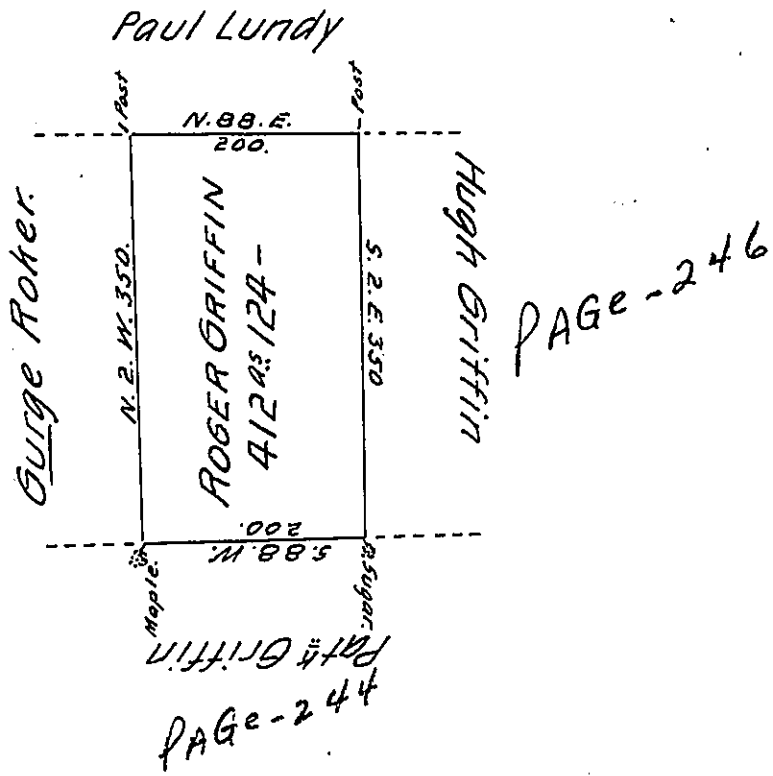 Paul Lundy
Post
Post
N. 88. E.
200.
Gurge Roker.
N. 2. W. 350.
ROGER GRIFFIN
412 as. 124 -
S. 2. E. 350
Hugh Griffin
PAGe - 246
200.
S. 88. W.
Maple.
Sugar.
Patk Griffin
PAGe - 244